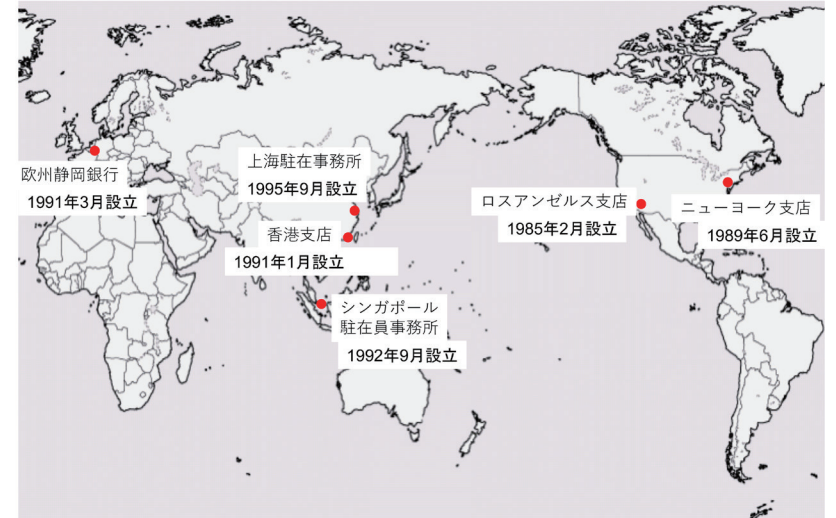 欧州静岡銀行
1991年3月設立
上海駐在事務所
1995年9月設立
香港支店
1991年1月設立
シンガポール
駐在員事務所
1992年9月設立
ロスアンゼルス支店
1985年2月設立
ニューヨーク支店
1989年6月設立